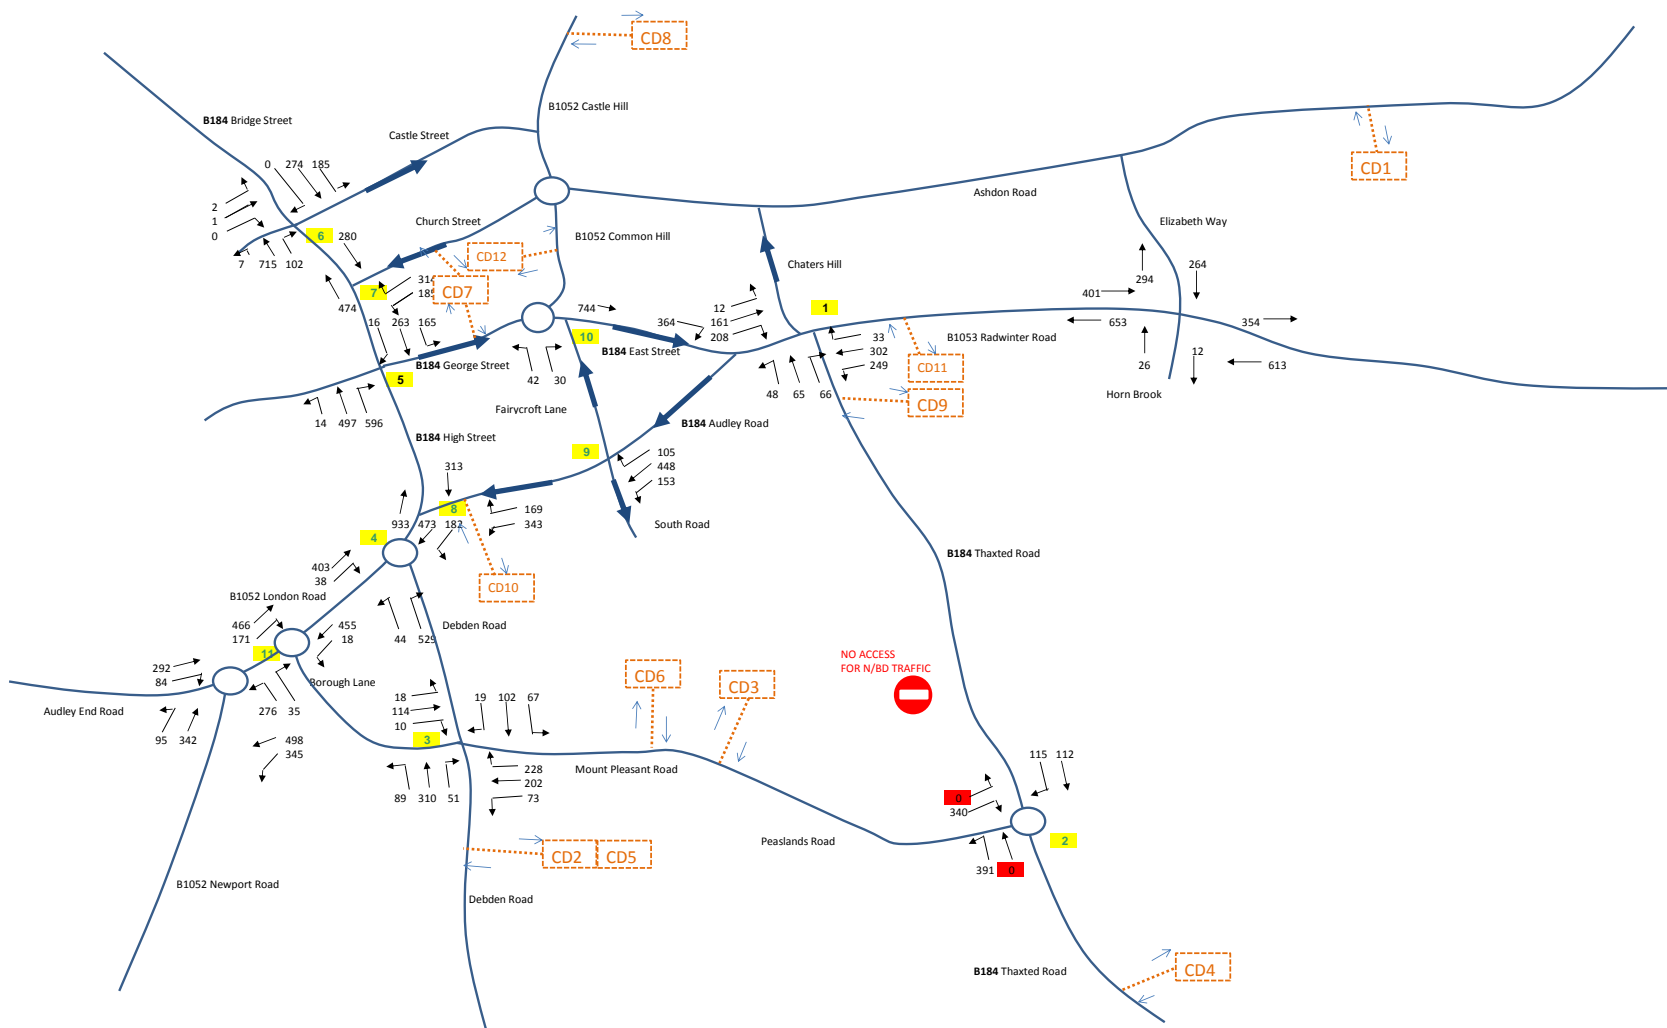 CD8
B1052 Castle Hill
B184 Bridge Street
Castle Street
CD1
0 274 185
Ashdon Road
2
1
0
Church Street
Elizabeth Way
6
280
B1052 Common Hill
CD12
7 715 102
Chaters Hill
264
294
401
7
CD7
474
744
12
161
208
364
1
16 263 165
10
B184 East Street
653
354
33
302
249
B1053 Radwinter Road
B184 George Street
CD11
12
26
613
5
42 30
48 65 66
Horn Brook
CD9
14 497 596
Fairycroft Lane
B184 Audley Road
B184 High Street
9
105
448
153
313
8
169
343
933 473 182
South Road
4
B184 Thaxted Road
403
38
CD10
B1052 London Road
466
171
455
18
44
Debden Road
11
NO ACCESS
FOR N/BD TRAFFIC
292
84
CD6
CD3
Borough Lane
Audley End Road
276 35
18
114
10
19 102 67
95 342
498
345
3
228
202
73
Mount Pleasant Road
115 112
89 310 51
0
340
2
Peaslands Road
CD2 CD5
391 0
B1052 Newport Road
Debden Road
B184 Thaxted Road
CD4